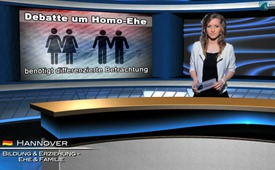 Debatte um Homo-Ehe
benötigt differenzierte Betrachtung
HANNOVER
BILDUNG & ERZIEHUNG -
EHE & FAMILIE